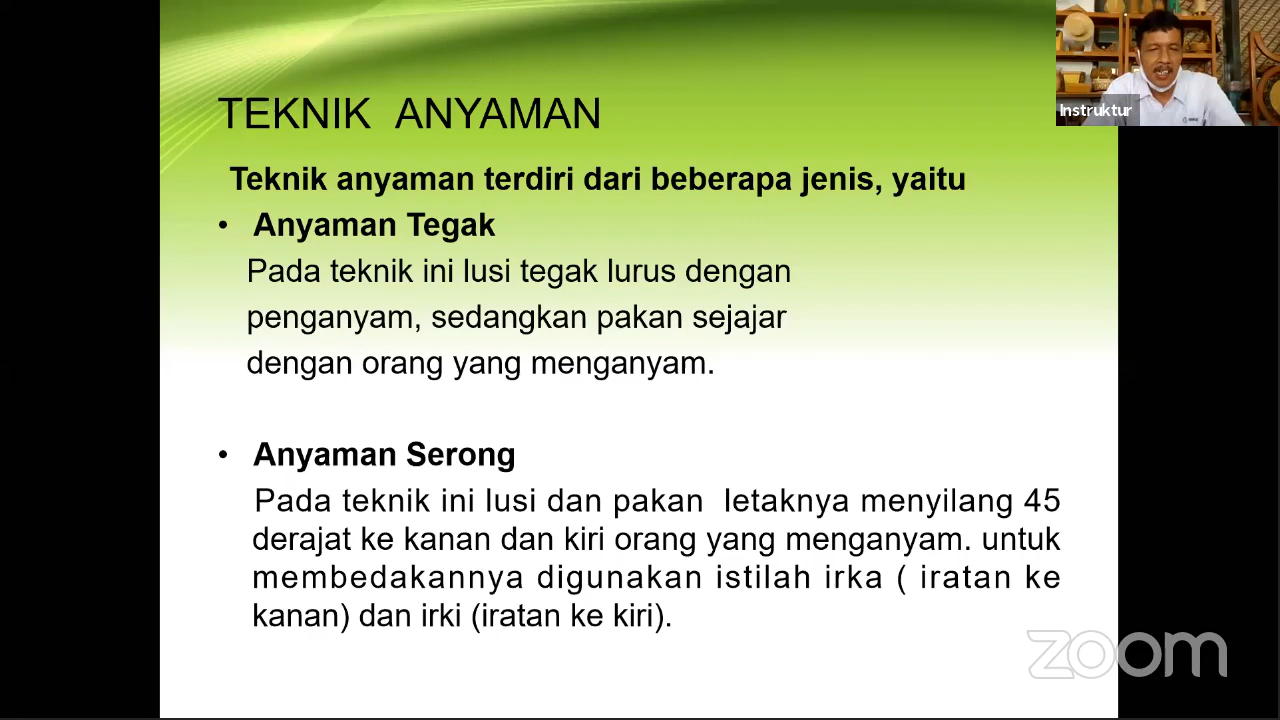 TEKNIK ANYAMAN
Teknik anyaman terdiri dari beberapa jenis, yaitu
• Anyaman Tegak
Pada teknik ini lusi tegak lurus dengan
penganyam, sedangkan pakan sejajar
dengan orang yang menganyam.
• Anyaman Serong
Pada teknik ini lusi dan pakan letaknya menyilang 45
derajat ke kanan dan kiri orang yang menganyam. untuk
membedakannya digunakan istilah irka ( iratan ke
kanan) dan irki (iratan ke kiri).
Instruktur
zoom